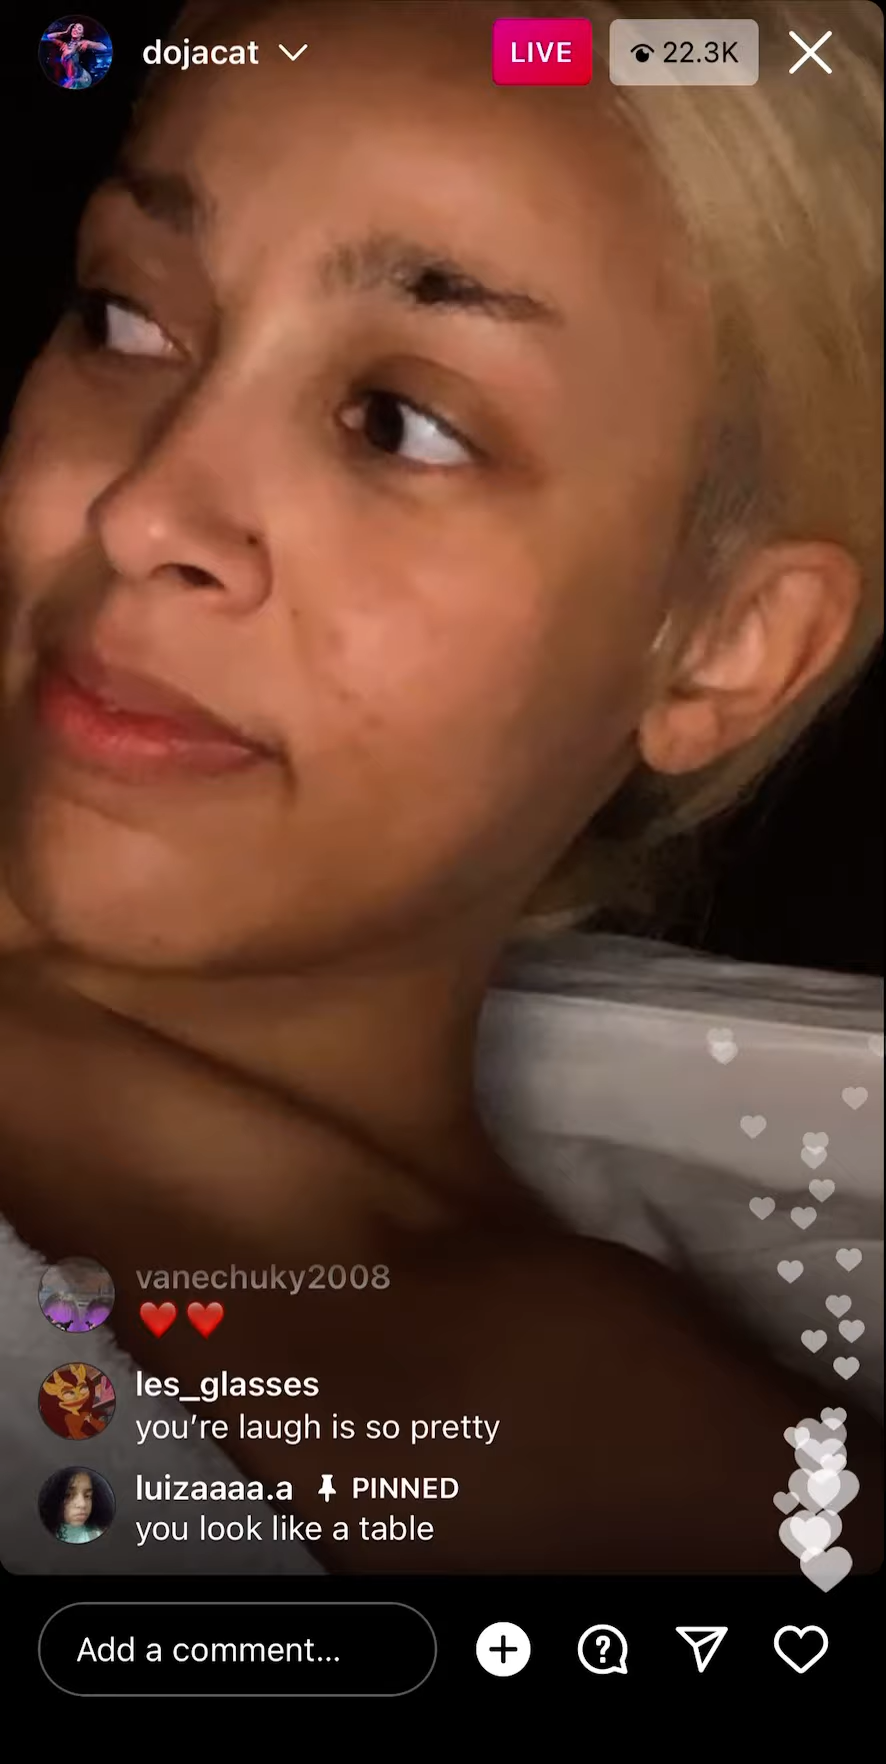 dojacat
LIVE
22.3K
vanechuky2008
❤️❤️
les_glasses
you’re laugh is so pretty
luizaaaa.a PINNED
you look like a table
Add a comment...